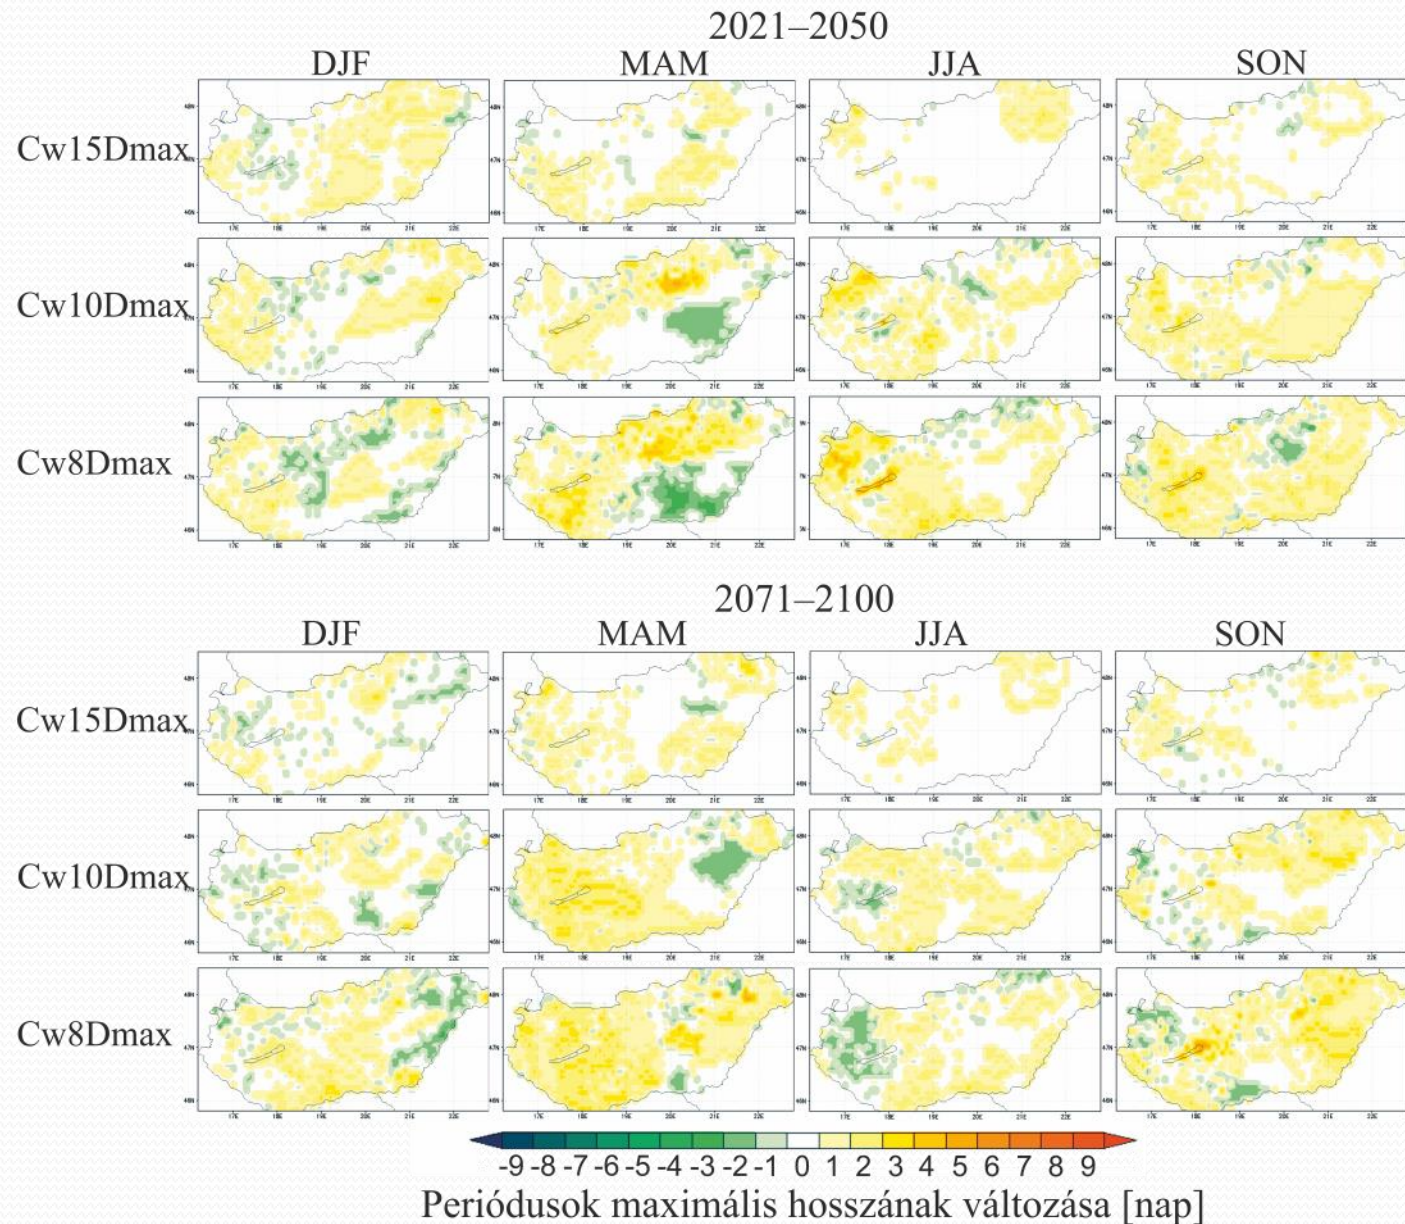 2021–2050
DJF MAM JJA SON
Cw15Dmax
Cw10Dmax
Cw8Dmax
2071–2100
DJF MAM JJA SON
Cw15Dmax
Cw10Dmax
Cw8Dmax
-9 -8 -7 -6 -5 -4 -3 -2 -1 0 1 2 3 4 5 6 7 8 9
Periódusok maximális hosszának változása [nap]